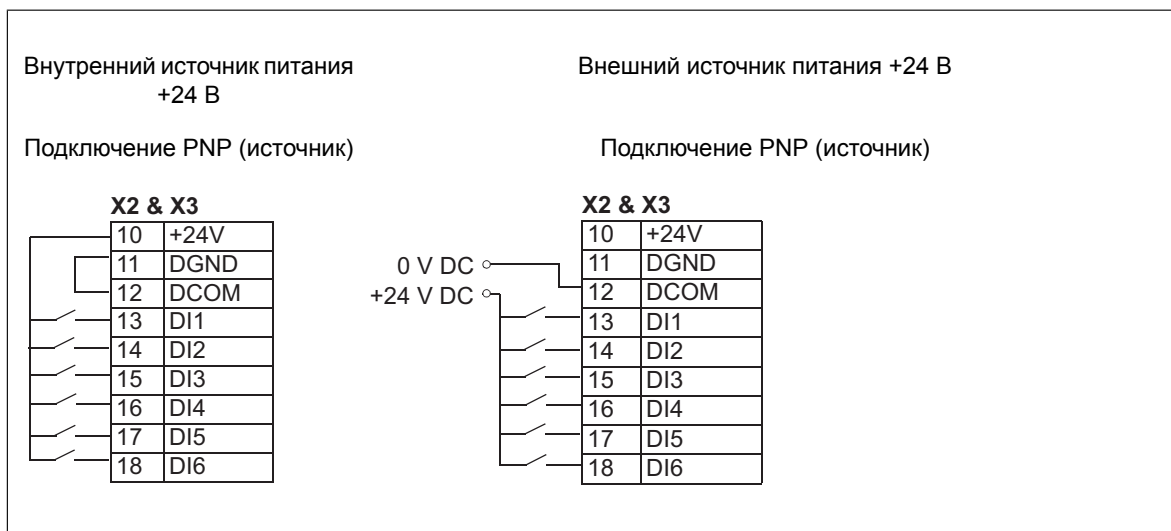 Внутренний источник питания
+24 В
Подключение PNP (источник)
X2 & X3
10 +24V
11 DGND
12 DCOM
13 DI1
14 DI2
15 DI3
16 DI4
17 DI5
18 DI6
Внешний источник питания +24 В
Подключение PNP (источник)
X2 & X3
0 V DC
+24 V DC
10 +24V
11 DGND
12 DCOM
13 DI1
14 DI2
15 DI3
16 DI4
17 DI5
18 DI6